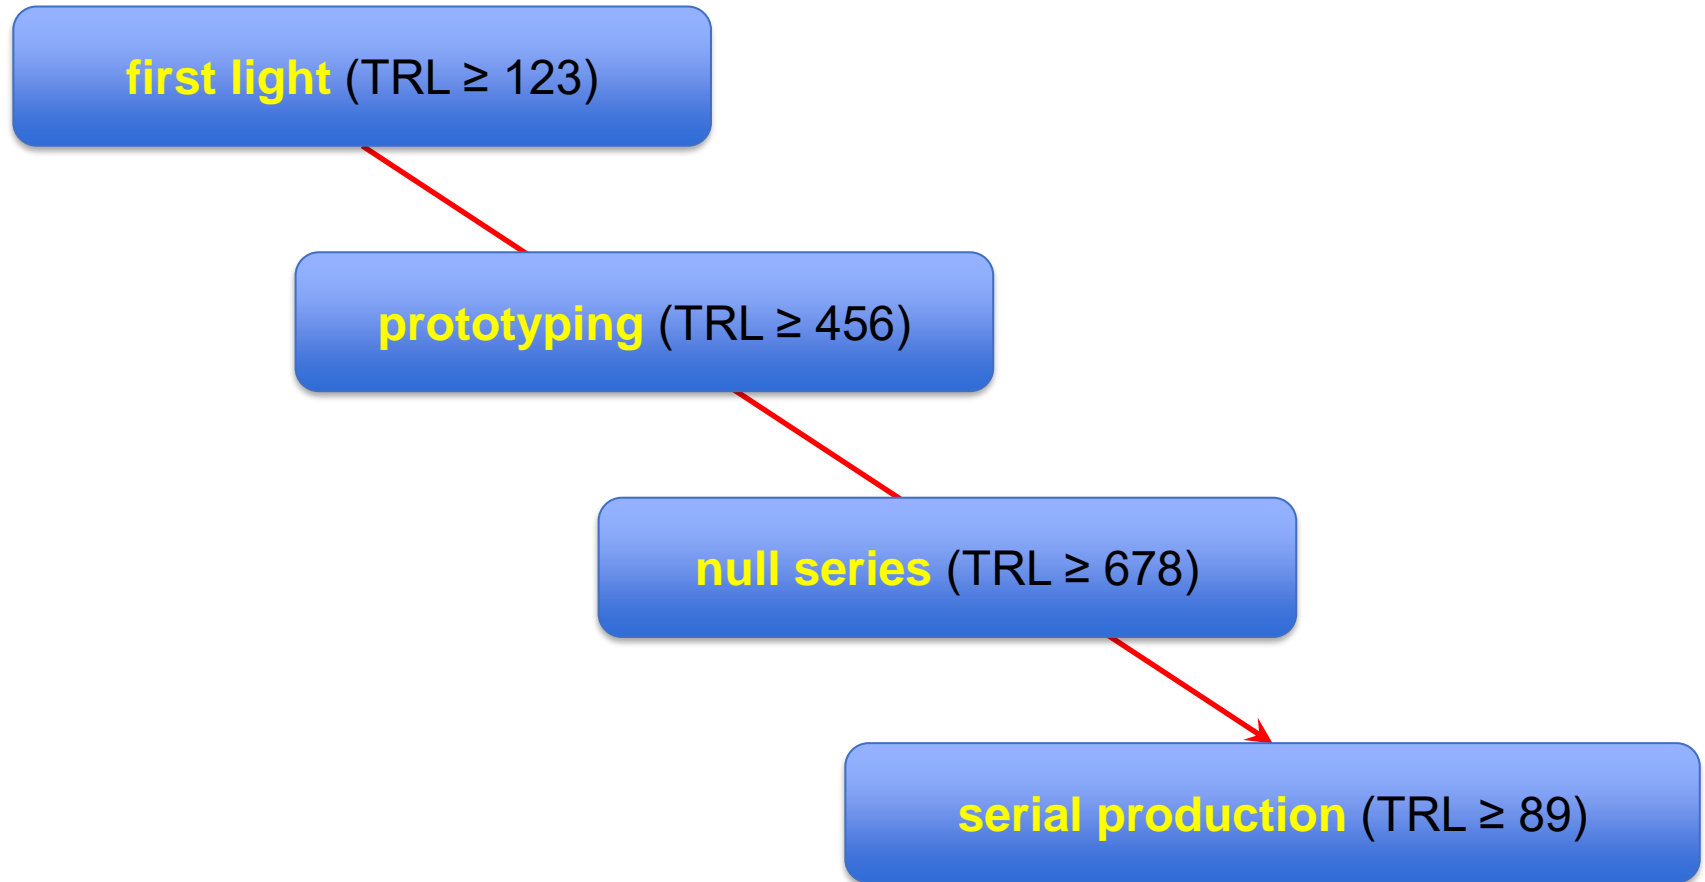 first light (TRL ≥ 123)
prototyping (TRL ≥ 456)
null series (TRL ≥ 678)
serial production (TRL ≥ 89)